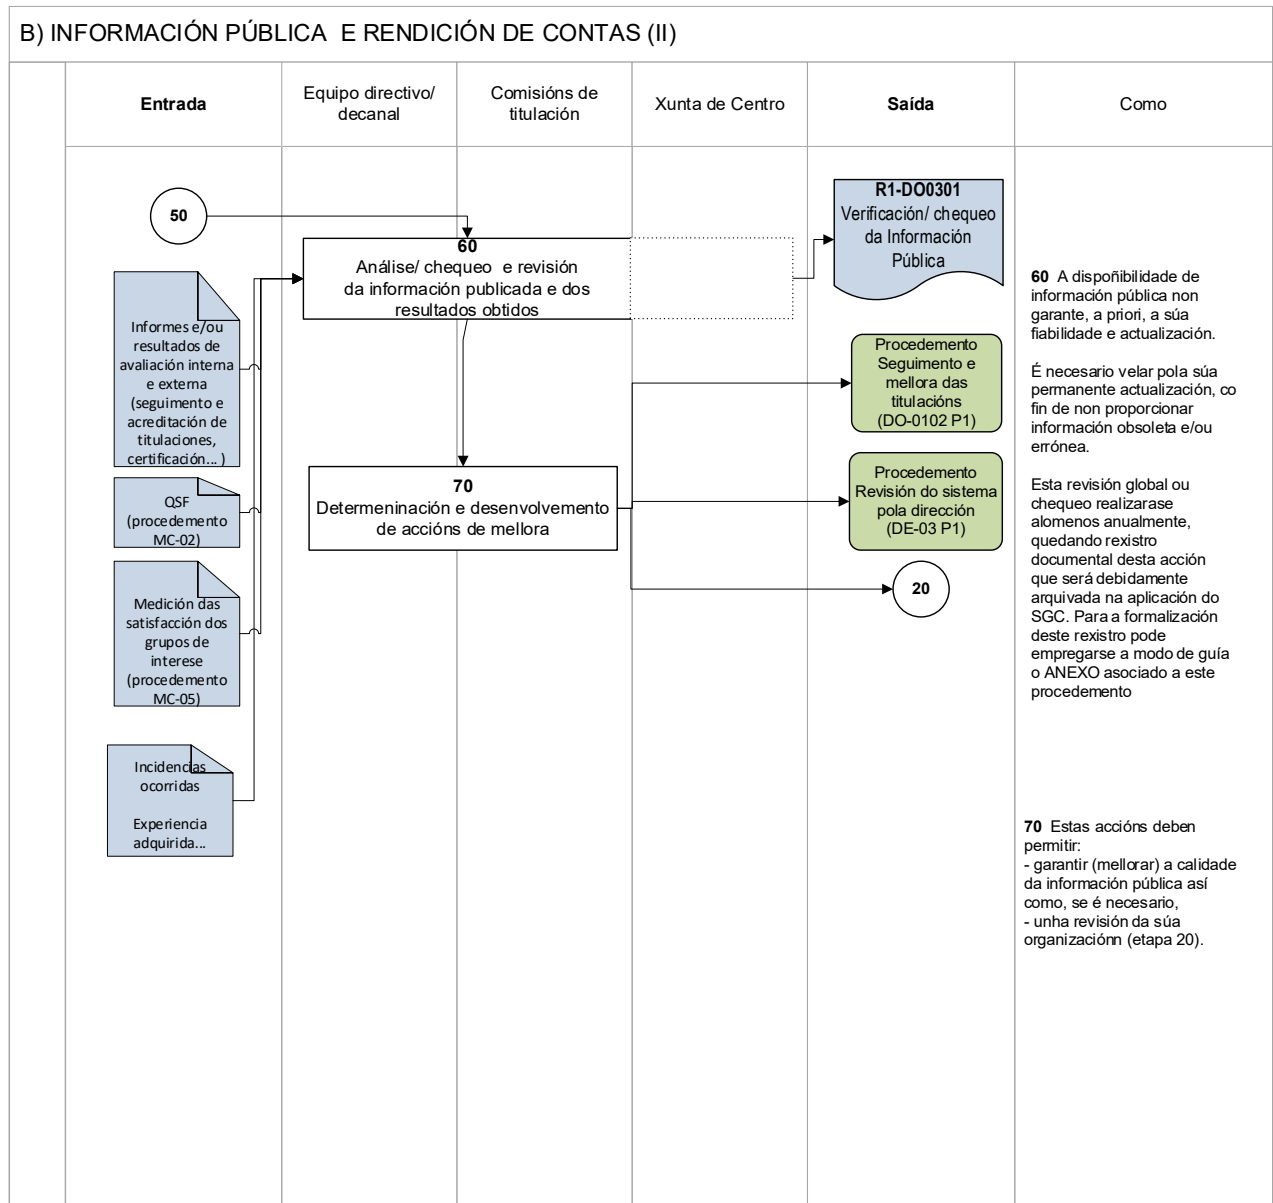 B) INFORMACIÓN PÚBLICA E RENDICIÓN DE CONTAS (II)
Entrada
Equipo directivo/
decanal
Comisións de
titulación
Xunta de Centro
Saída
Como
50
60
Análise/ chequeo e revisión
da información publicada e dos
resultados obtidos
R1-DO0301
Verificación/ chequeo
da Información
Pública
Informes e/ou
resultados de
avaliación interna
e externa
(seguimento e
acreditación de
titulaciones,
certificación... )
QSF
(procedemento
MC-02)
Medición das
satisfacción dos
grupos de
interese
(procedemento
MC-05)
Incidencias
ocorridas
Experiencia
adquirida...
70
Determeninación e desenvolvemento
de accións de mellora
Procedemento
Seguimento e
mellora das
titulacións
(DO-0102 P1)
Procedemento
Revisión do sistema
pola dirección
(DE-03 P1)
20
60 A dispoñibilidade de
información pública non
garante, a priori, a súa
fiabilidade e actualización.
É necesario velar pola súa
permanente actualización, co
fin de non proporcionar
información obsoleta e/ou
errónea.
Esta revisión global ou
chequeo realizarase
alomenos anualmente,
quedando rexistro
documental desta acción
que será debidamente
arquivada na aplicación do
SGC. Para a formalización
deste rexistro pode
empregarse a modo de guía
o ANEXO asociado a este
procedemento
70 Estas accións deben
permitir:
- garantir (mellorar) a calidade
da información pública así
como, se é necesario,
- unha revisión da súa
organizaciónn (etapa 20).